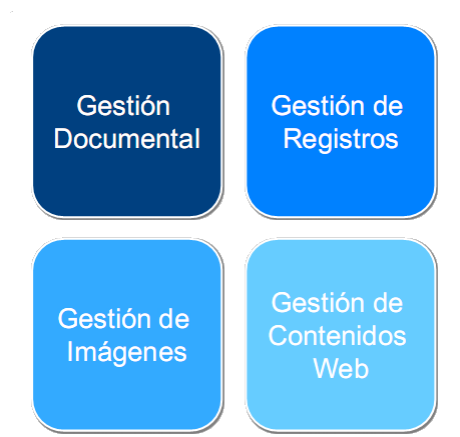 Gestión
Documental
Gestión de
Registros
Gestión de
Imágenes
Gestión de
Contenidos
Web